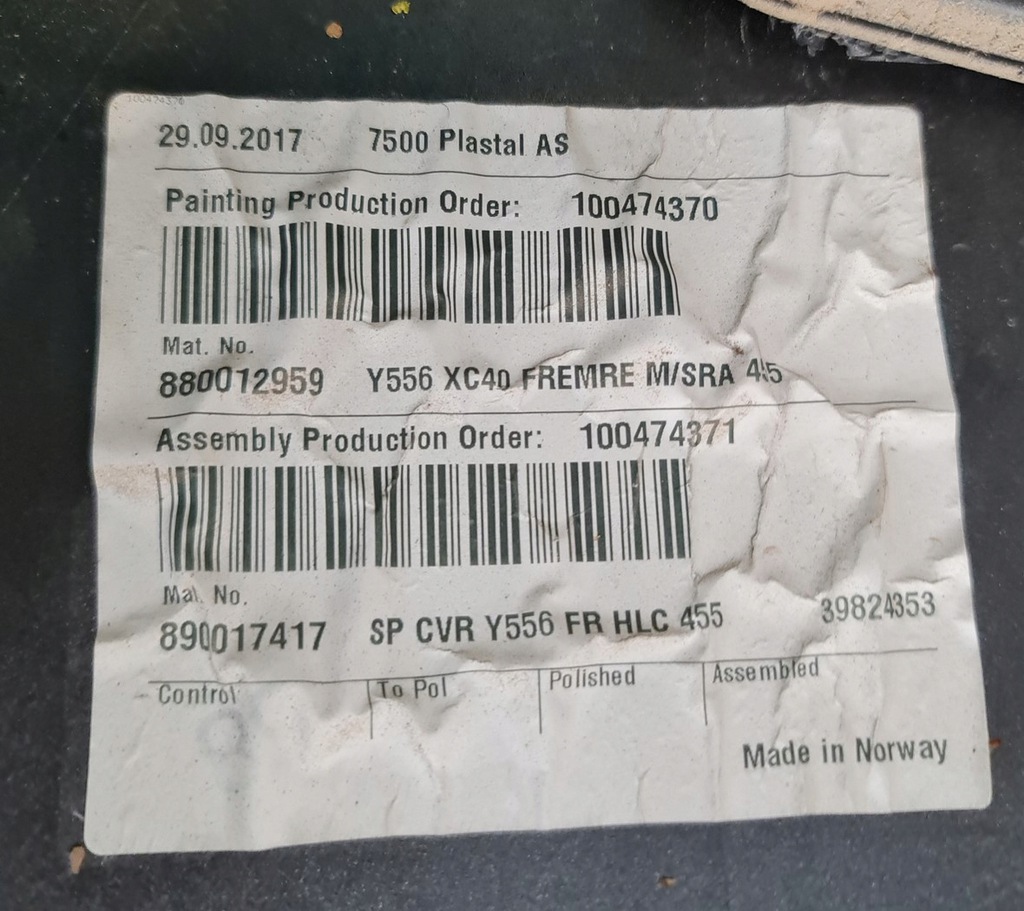 100474370
29.09.2017 7500 Plastal AS
Painting Production Order: 100474370
Mat. No.
880012959 Y556 XC40 FREMRE M/SRA 455
Assembly Production Order: 100474371
Mat. No.
890017417 SP CVR Y556 FR HLC 455 39824353
Control To Pol Polished Assembled
Made in Norway